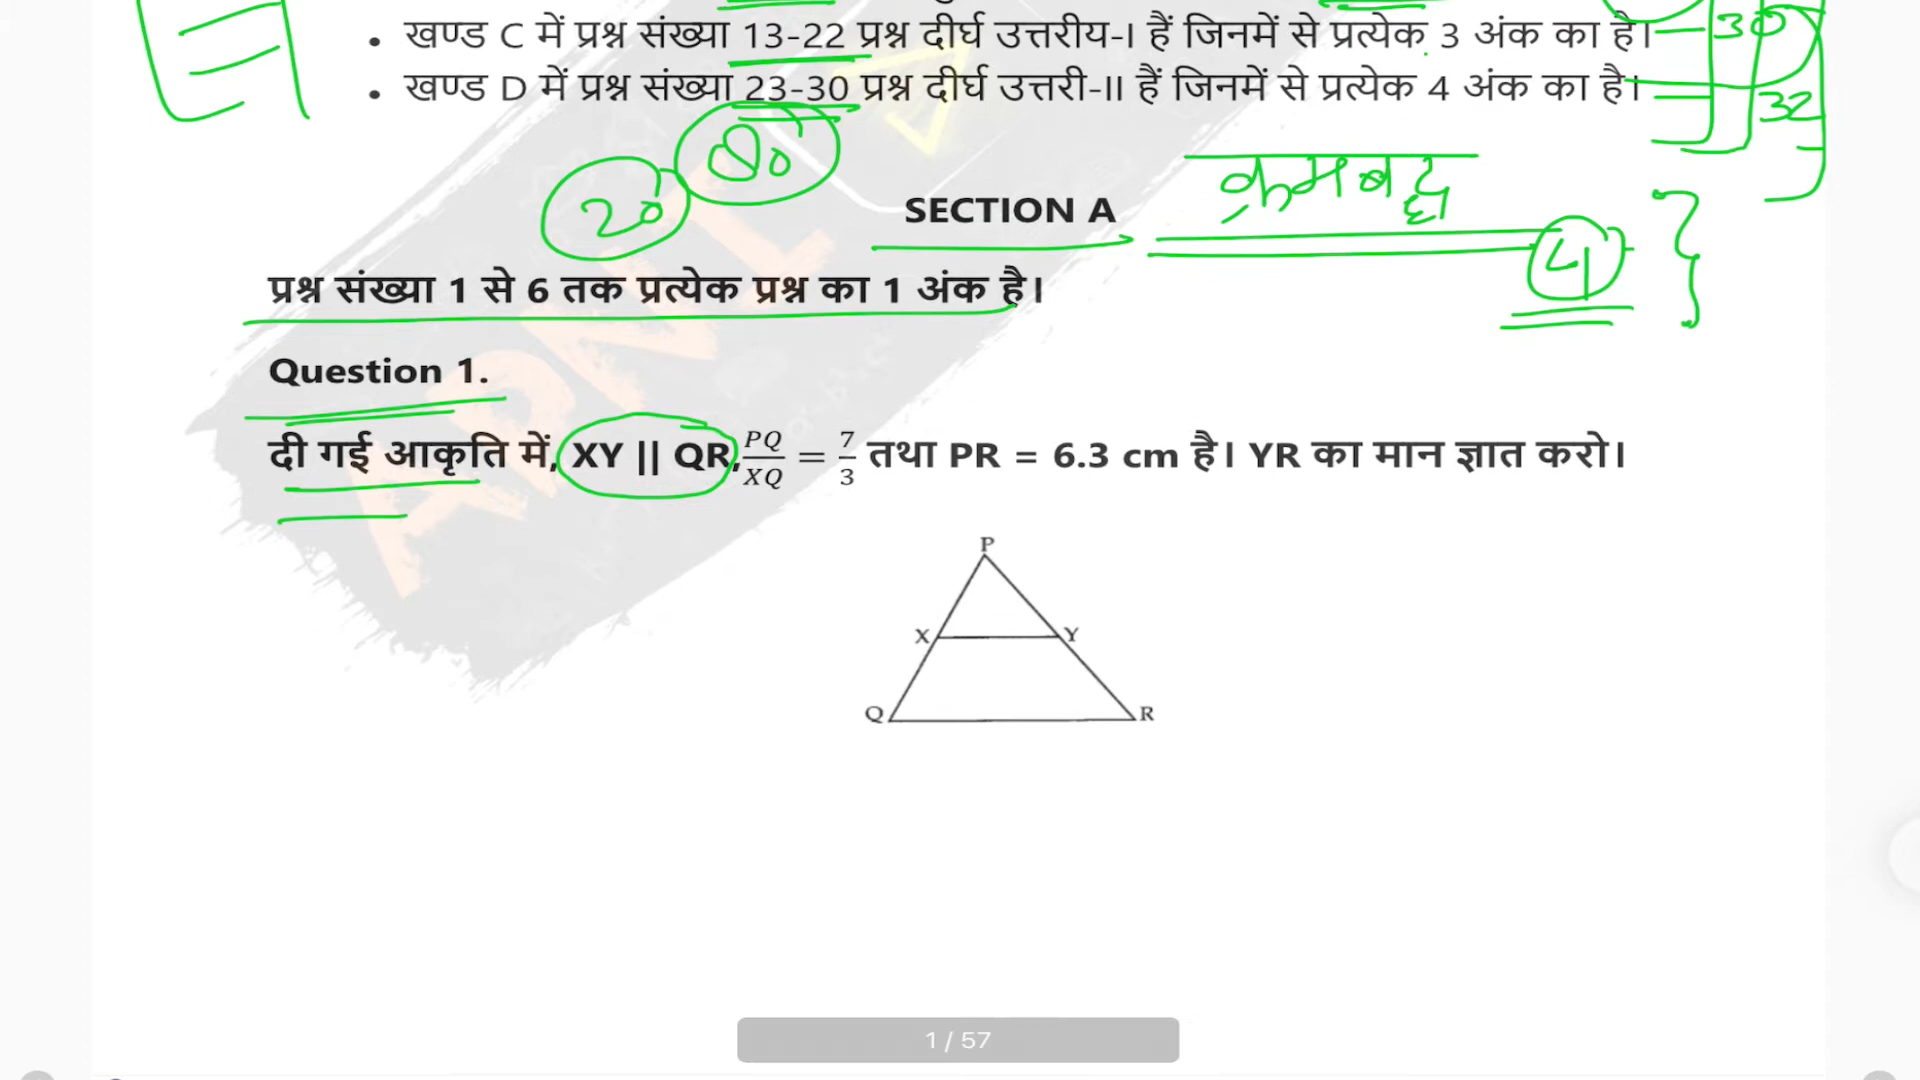 • खण्ड C में प्रश्न संख्या 13-22 प्रश्न दीर्घ उत्तरीय-I हैं जिनमें से प्रत्येक 3 अंक का है। 30
• खण्ड D में प्रश्न संख्या 23-30 प्रश्न दीर्घ उत्तरी-II हैं जिनमें से प्रत्येक 4 अंक का है। 32
20 80
SECTION A क्रमबद्ध
4
प्रश्न संख्या 1 से 6 तक प्रत्येक प्रश्न का 1 अंक है।
Question 1.
दी गई आकृति में, XY || QR, PQ/XQ = 7/3 तथा PR = 6.3 cm है। YR का मान ज्ञात करो।
P
X Y
Q R
1 / 57